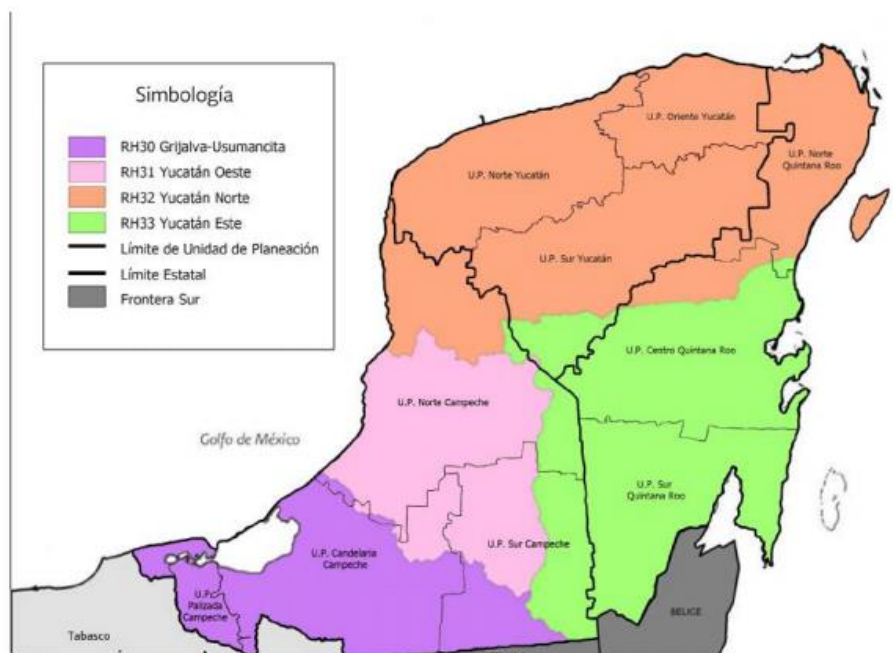 Simbología
RH30 Grijalva-Usumancita
RH31 Yucatán Oeste
RH32 Yucatán Norte
RH33 Yucatán Este
Límite de Unidad de Planeación
Límite Estatal
Frontera Sur
U.P. Oriente Yucatán
U.P. Norte
Quintana Roo
U.P. Norte Yucatán
U.P. Sur Yucatán
U.P. Centro Quintana Roo
U.P. Norte Campeche
Golfo de México
U.P. Sur
Quintana Roo
U.P. Sur Campeche
U.P. Candelaria
Campeche
U.P.
Palizada
Campeche
BELICE
Tabasco